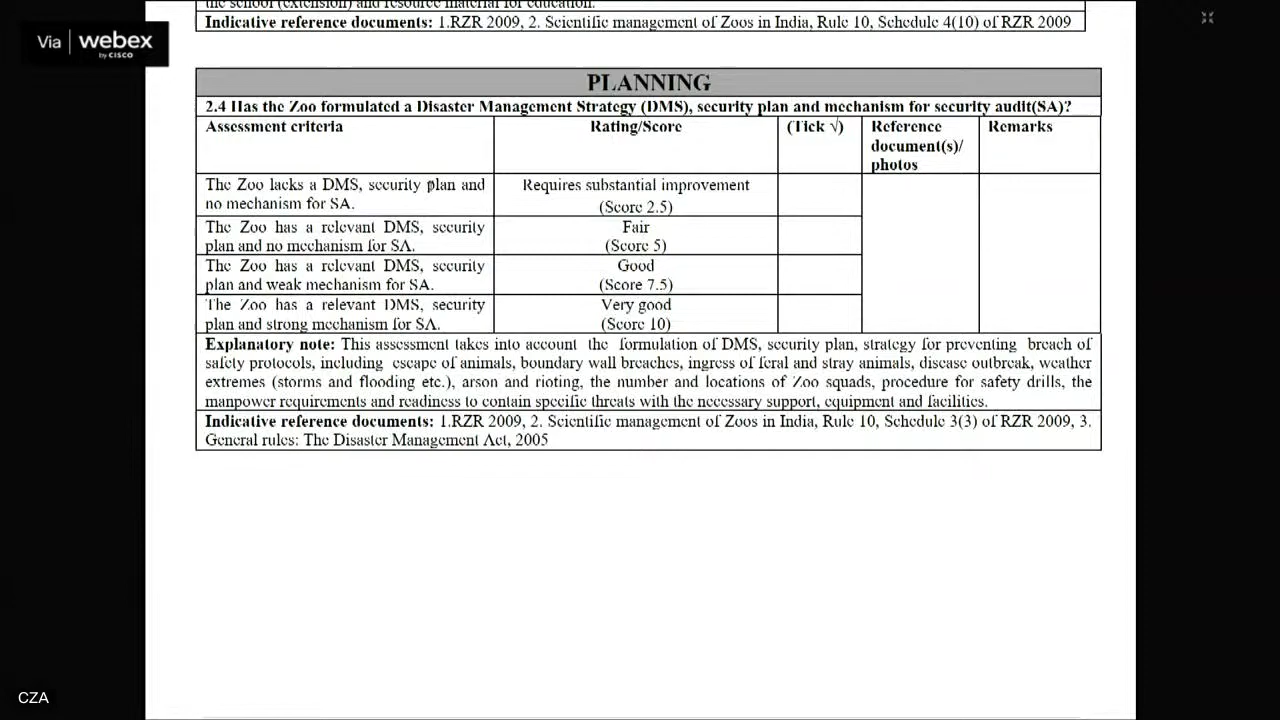 the school (extension) and resource material for education.
Indicative reference documents: 1.RZR 2009, 2. Scientific management of Zoos in India, Rule 10, Schedule 4(10) of RZR 2009
Via webex
by CISCO
PLANNING
2.4 Has the Zoo formulated a Disaster Management Strategy (DMS), security plan and mechanism for security audit(SA)?
Assessment criteria Rating/Score (Tick √) Reference document(s)/ photos Remarks
The Zoo lacks a DMS, security plan and no mechanism for SA. Requires substantial improvement (Score 2.5)
The Zoo has a relevant DMS, security plan and no mechanism for SA. Fair (Score 5)
The Zoo has a relevant DMS, security plan and weak mechanism for SA. Good (Score 7.5)
The Zoo has a relevant DMS, security plan and strong mechanism for SA. Very good (Score 10)
Explanatory note: This assessment takes into account the formulation of DMS, security plan, strategy for preventing breach of
safety protocols, including escape of animals, boundary wall breaches, ingress of feral and stray animals, disease outbreak, weather
extremes (storms and flooding etc.), arson and rioting, the number and locations of Zoo squads, procedure for safety drills, the
manpower requirements and readiness to contain specific threats with the necessary support, equipment and facilities.
Indicative reference documents: 1.RZR 2009, 2. Scientific management of Zoos in India, Rule 10, Schedule 3(3) of RZR 2009, 3.
General rules: The Disaster Management Act, 2005
CZA